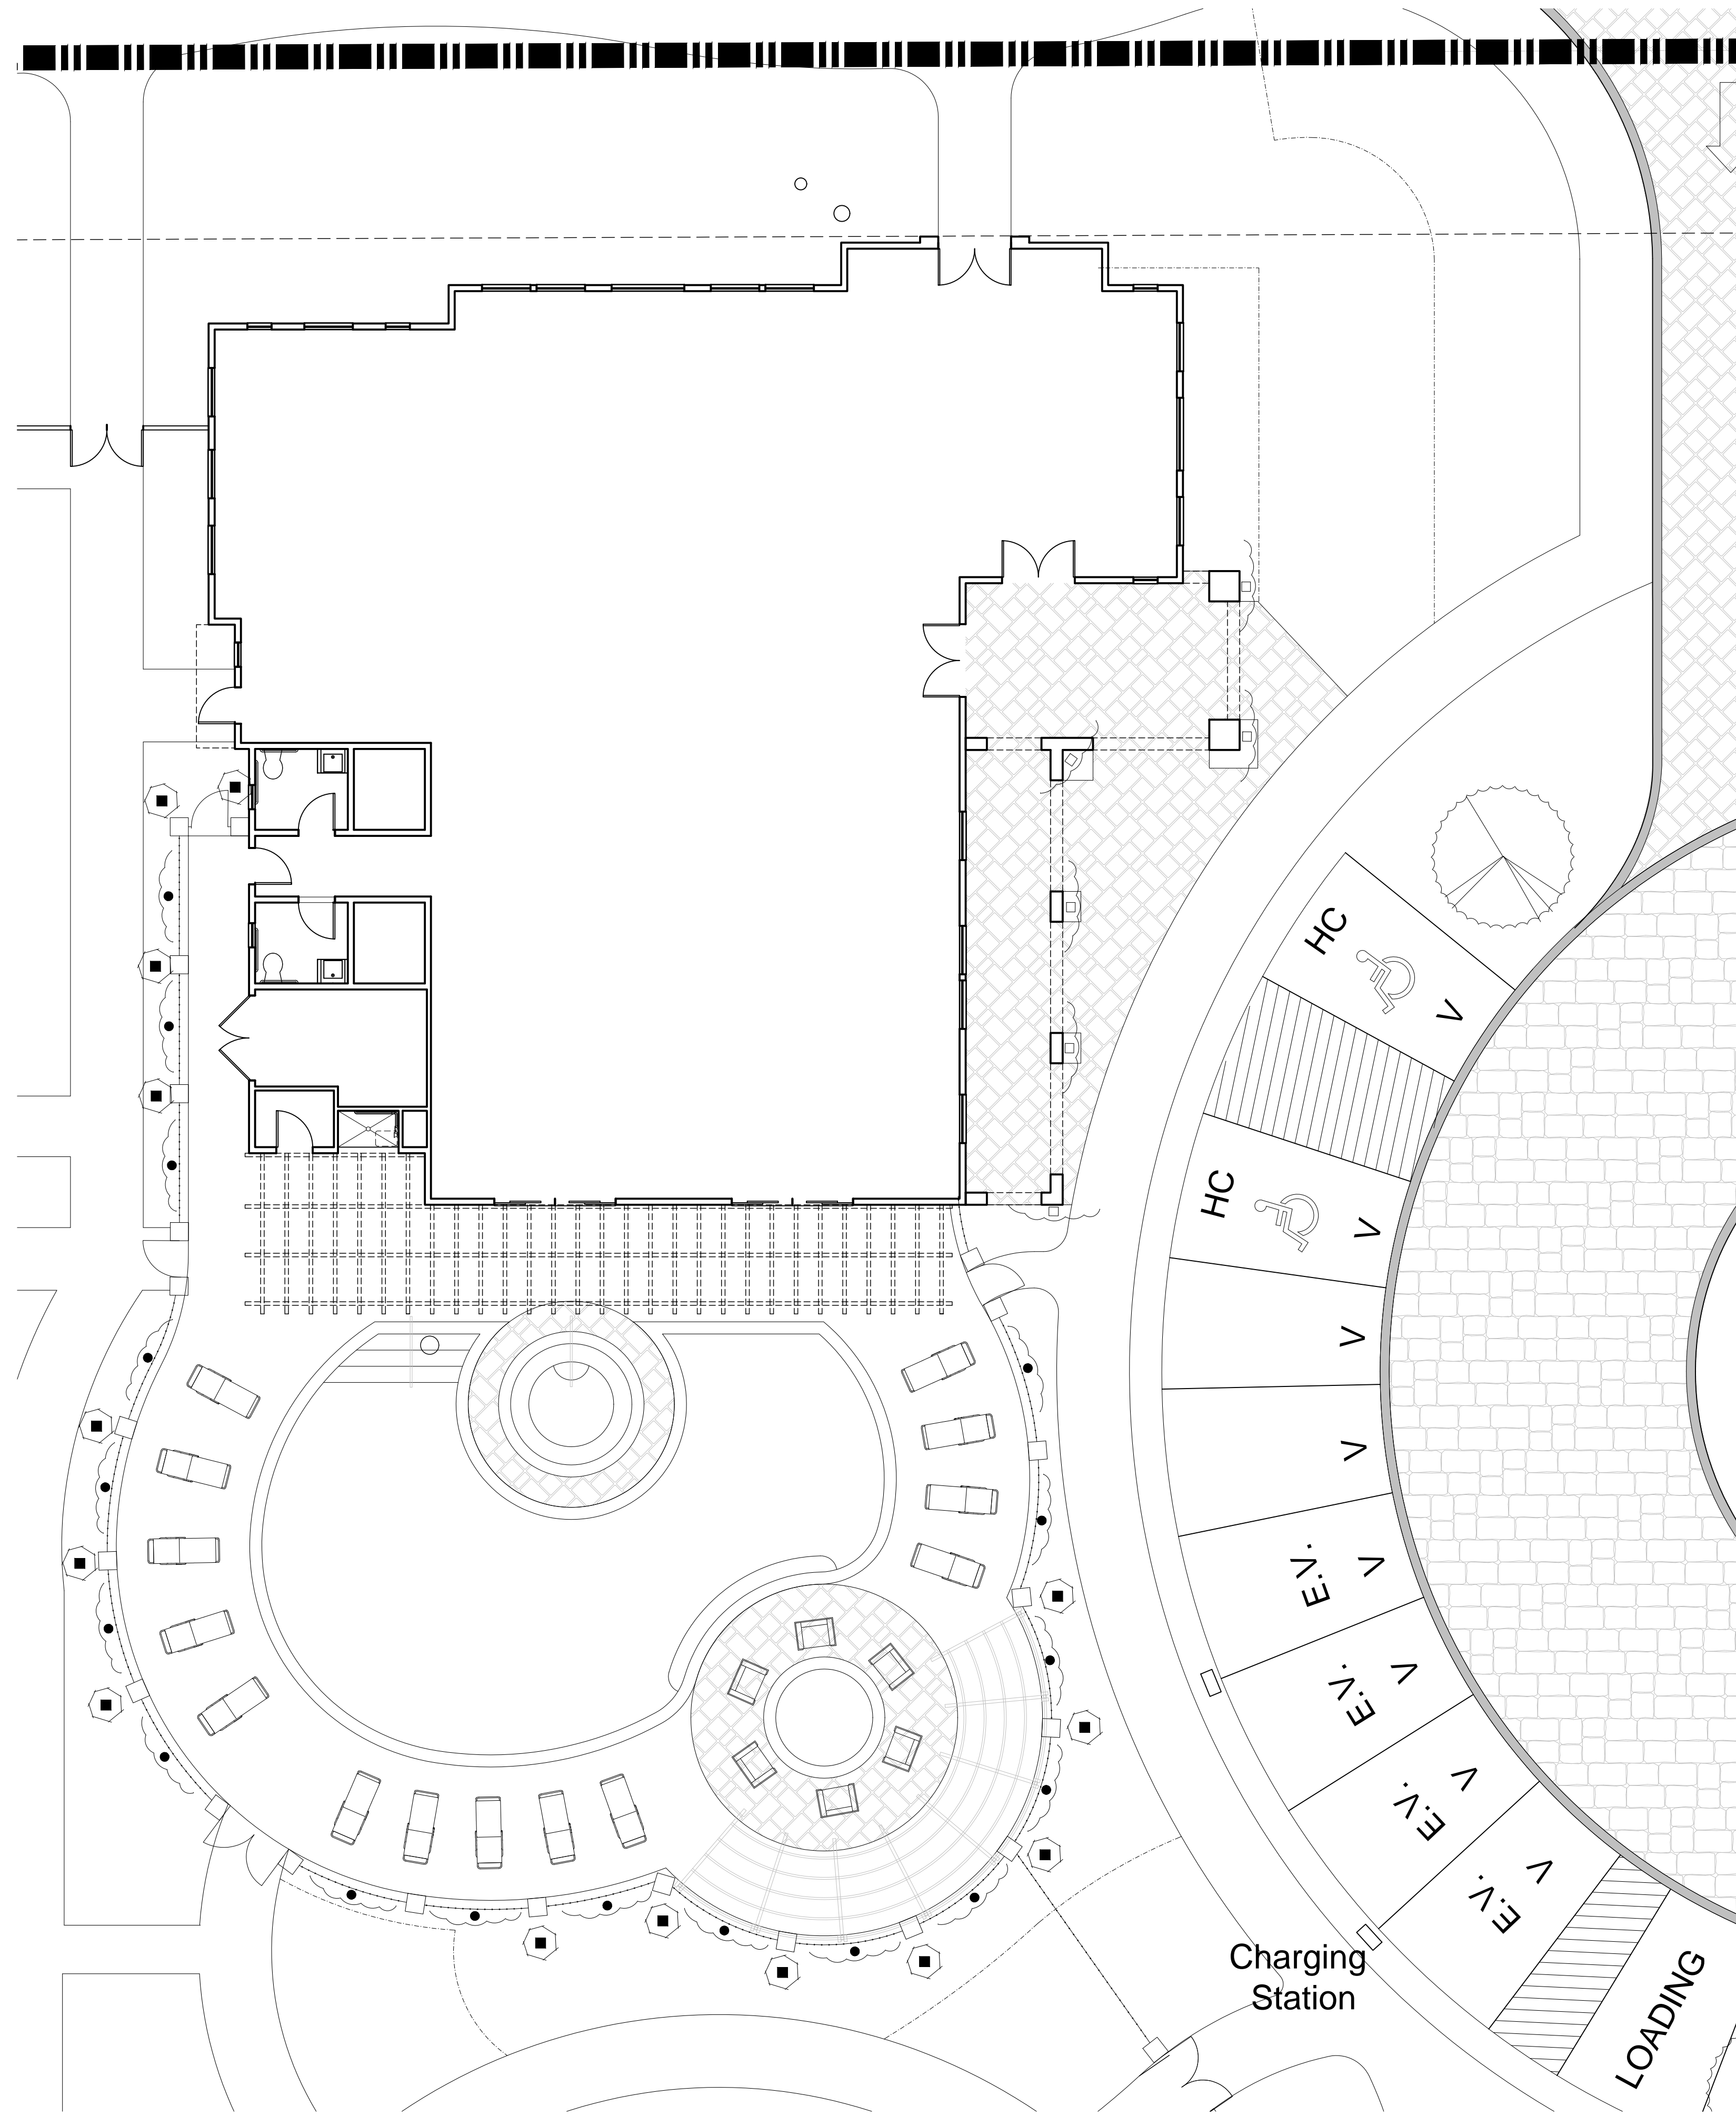 HC
V
HC
V
V
V
E.V.
V
E.V.
V
E.V.
V
E.V.
V
Charging
Station
LOADING